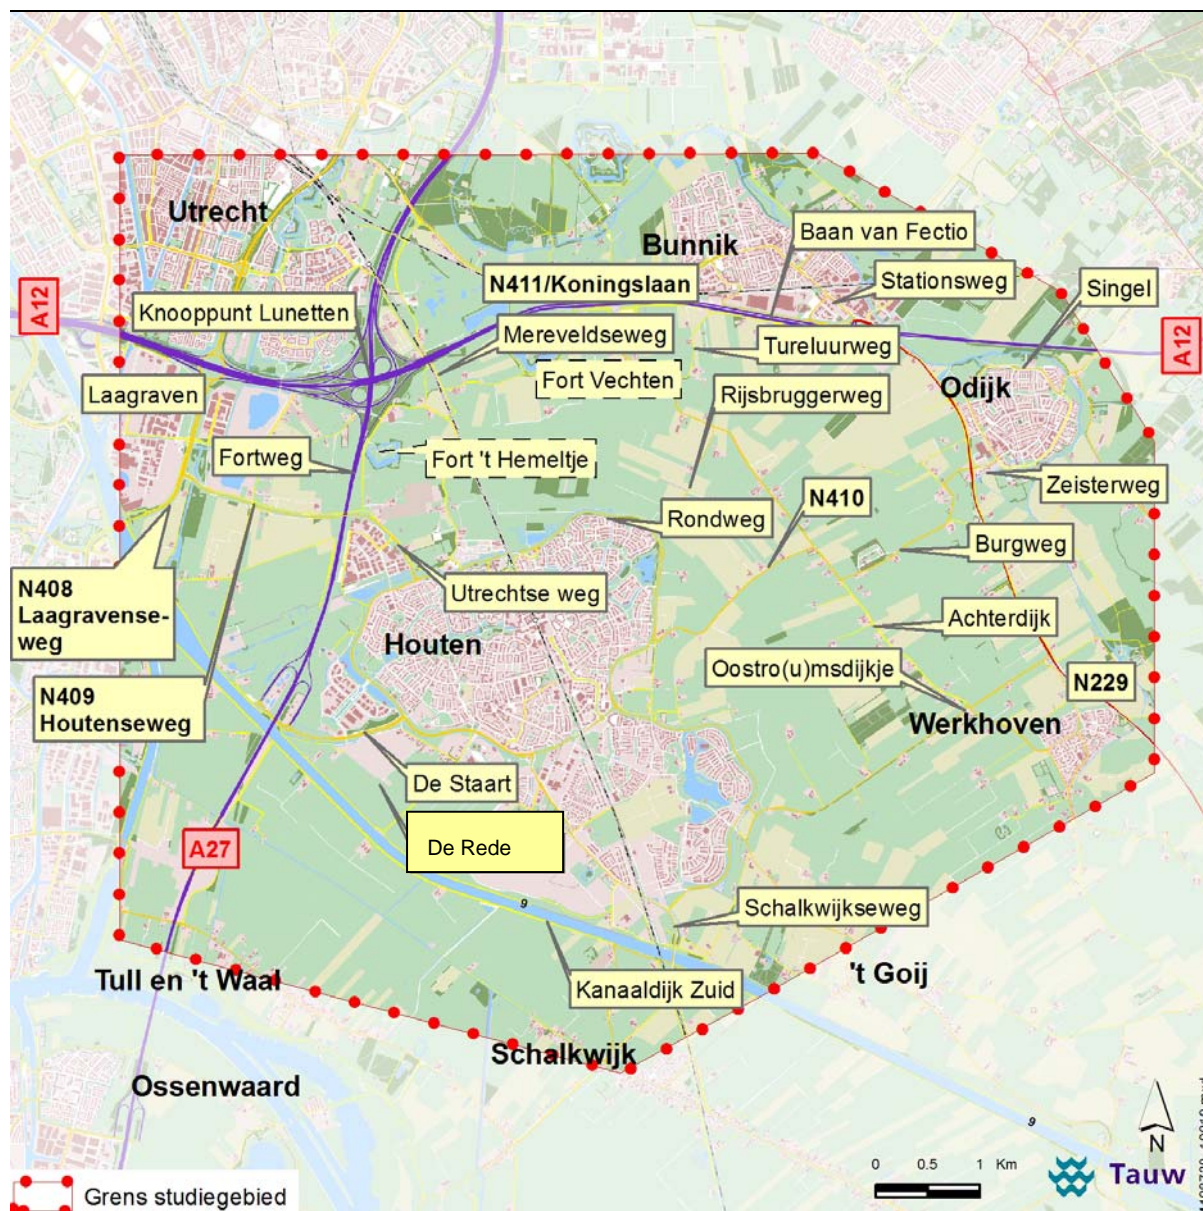 Utrecht
Bunnik
Baan van Fectio
N411/Koningslaan
Stationsweg
Singel
A12
Knooppunt Lunetten
Mereveldseweg
Tureluurweg
A12
Fort Vechten
Laagraven
Rijsbruggerweg
Odijk
Fortweg
Fort 't Hemeltje
Zeisterweg
Rondweg
N410
Burgweg
N408
Laagravense-
weg
Utrechtse weg
Houten
Achterdijk
Oostro(u)msdijkje
N409
Houtenseweg
N229
Werkhoven
De Staart
De Rede
A27
9
Schalkwijkseweg
Tull en 't Waal
't Goij
Kanaaldijk Zuid
Schalkwijk
Ossenwaard
9
N
0 0.5 1 Km
Tauw
Grens studiegebied